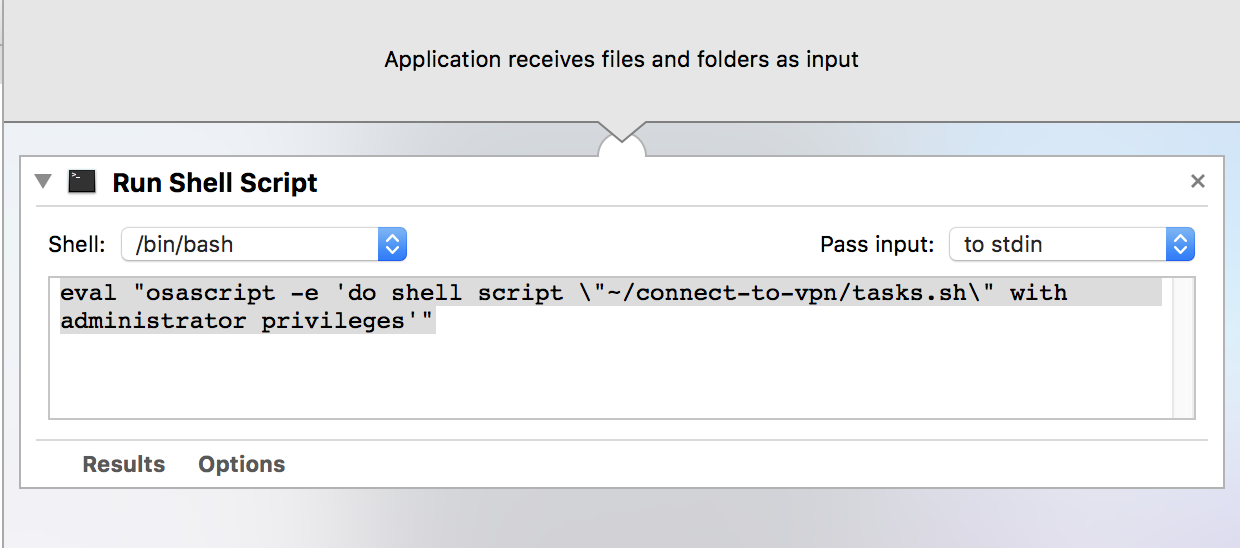 Application receives files and folders as input
Run Shell Script
Shell: /bin/bash Pass input: to stdin
eval "osascript -e 'do shell script \"~/connect-to-vpn/tasks.sh\" with
administrator privileges'"
Results Options